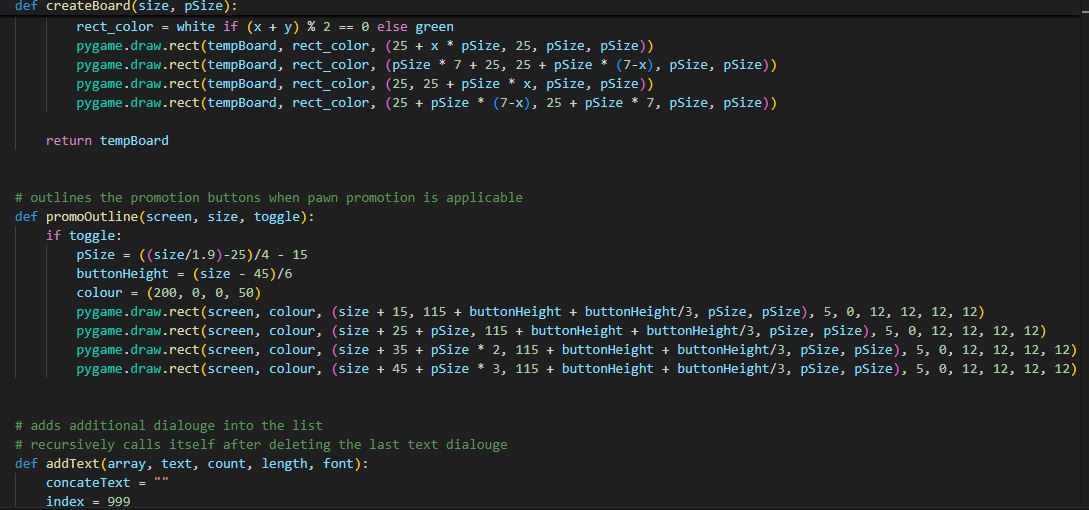 def createBoard(size, pSize):
rect_color = white if (x + y) % 2 == 0 else green
pygame.draw.rect(tempBoard, rect_color, (25 + x * pSize, 25, pSize, pSize))
pygame.draw.rect(tempBoard, rect_color, (pSize * 7 + 25, 25 + pSize * (7-x), pSize, pSize))
pygame.draw.rect(tempBoard, rect_color, (25, 25 + pSize * x, pSize, pSize))
pygame.draw.rect(tempBoard, rect_color, (25 + pSize * (7-x), 25 + pSize * 7, pSize, pSize))
return tempBoard
# outlines the promotion buttons when pawn promotion is applicable
def promoOutline(screen, size, toggle):
if toggle:
pSize = ((size/1.9)-25)/4 - 15
buttonHeight = (size - 45)/6
colour = (200, 0, 0, 50)
pygame.draw.rect(screen, colour, (size + 15, 115 + buttonHeight + buttonHeight/3, pSize, pSize), 5, 0, 12, 12, 12, 12)
pygame.draw.rect(screen, colour, (size + 25 + pSize, 115 + buttonHeight + buttonHeight/3, pSize, pSize), 5, 0, 12, 12, 12, 12)
pygame.draw.rect(screen, colour, (size + 35 + pSize * 2, 115 + buttonHeight + buttonHeight/3, pSize, pSize), 5, 0, 12, 12, 12, 12)
pygame.draw.rect(screen, colour, (size + 45 + pSize * 3, 115 + buttonHeight + buttonHeight/3, pSize, pSize), 5, 0, 12, 12, 12, 12)
# adds additional dialouge into the list
# recursively calls itself after deleting the last text dialouge
def addText(array, text, count, length, font):
concateText = ""
index = 999